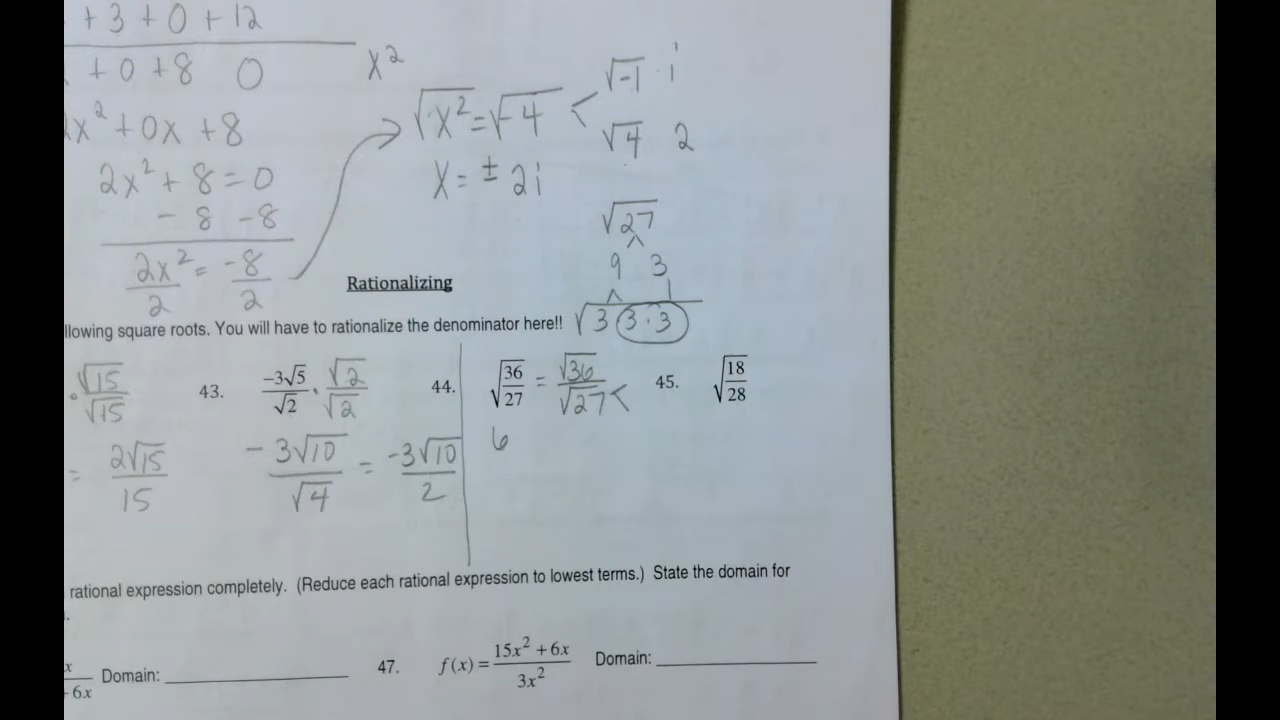 + 3 + 0 + 12
+ 0 + 8 0
x²
√-1 · i
√x² = √-4 <
√4 2
2x² + 0x + 8
x = ± 2i
2x² + 8 = 0
- 8 -8
2x²/2 = -8/2
√27
9 3
√3 3 · 3
Rationalizing
llowing square roots. You will have to rationalize the denominator here!!
· √15/√15
= 2√15/15
43. -3√5/√2 · √2/√2
-3√10/√4 = -3√10/2
44. √36/27 = √36/√27 <
6
45. √18/28
rational expression completely. (Reduce each rational expression to lowest terms.) State the domain for
x/- 6x Domain:
47. f(x) = 15x² + 6x/3x² Domain: